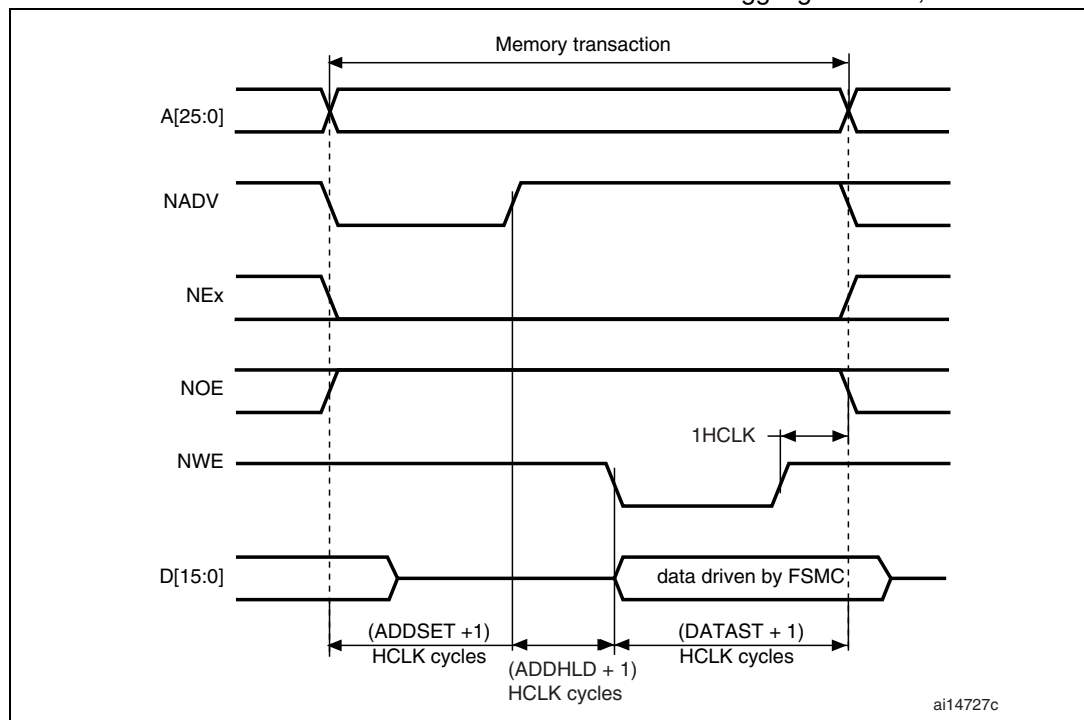 Memory transaction
A[25:0]
NADV
NEx
NOE
1HCLK
NWE
D[15:0]
data driven by FSMC
(ADDSET +1)
HCLK cycles
(ADDHLD + 1)
HCLK cycles
(DATAST + 1)
HCLK cycles
ai14727c